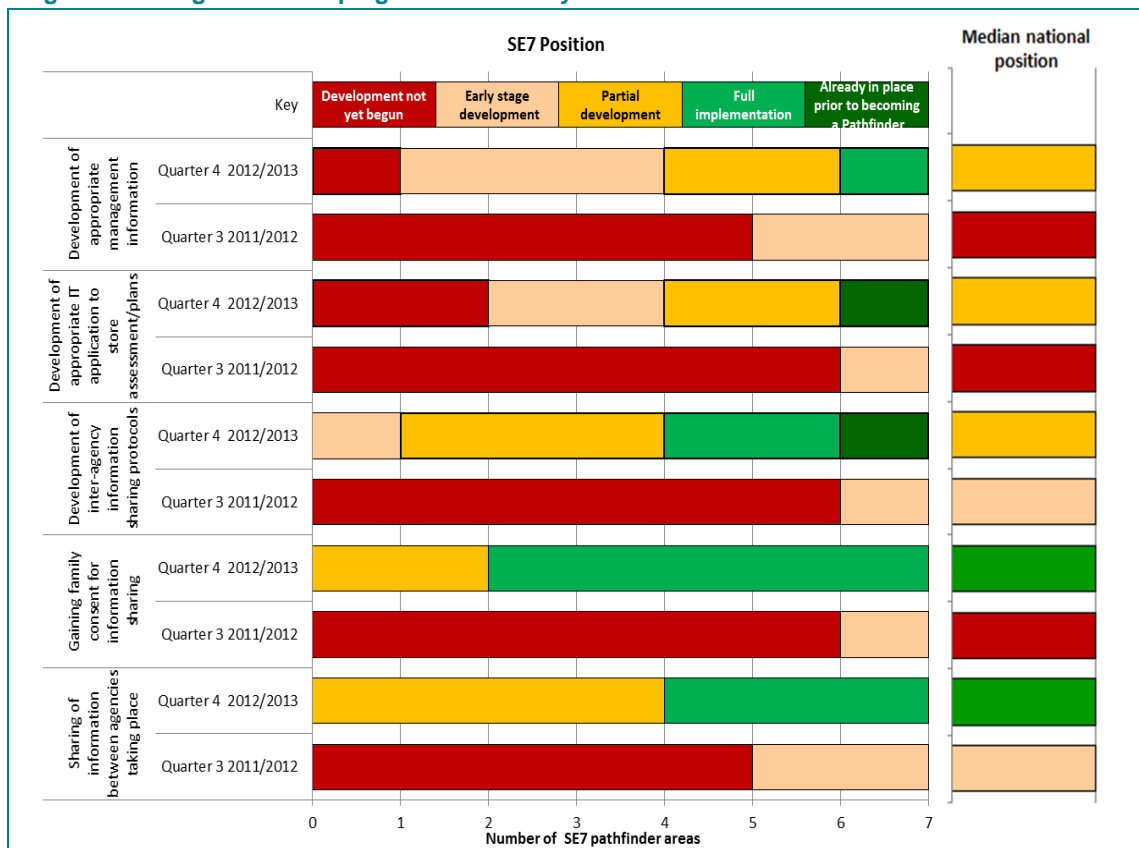 SE7 Position
Median national
position
Key
Development not
yet begun
Early stage
development
Partial
development
Full
implementation
Already in place
prior to becoming
a Pathfinder
Development of
appropriate
management
information
Quarter 4 2012/2013
Quarter 3 2011/2012
Development of
appropriate IT
application to
store
assessment/plans
Quarter 4 2012/2013
Quarter 3 2011/2012
Development of
inter-agency
information
sharing protocols
Quarter 4 2012/2013
Quarter 3 2011/2012
Gaining family
consent for
information
sharing
Quarter 4 2012/2013
Quarter 3 2011/2012
Sharing of
information
between agencies
taking place
Quarter 4 2012/2013
Quarter 3 2011/2012
0 1 2 3 4 5 6 7
Number of SE7 pathfinder areas